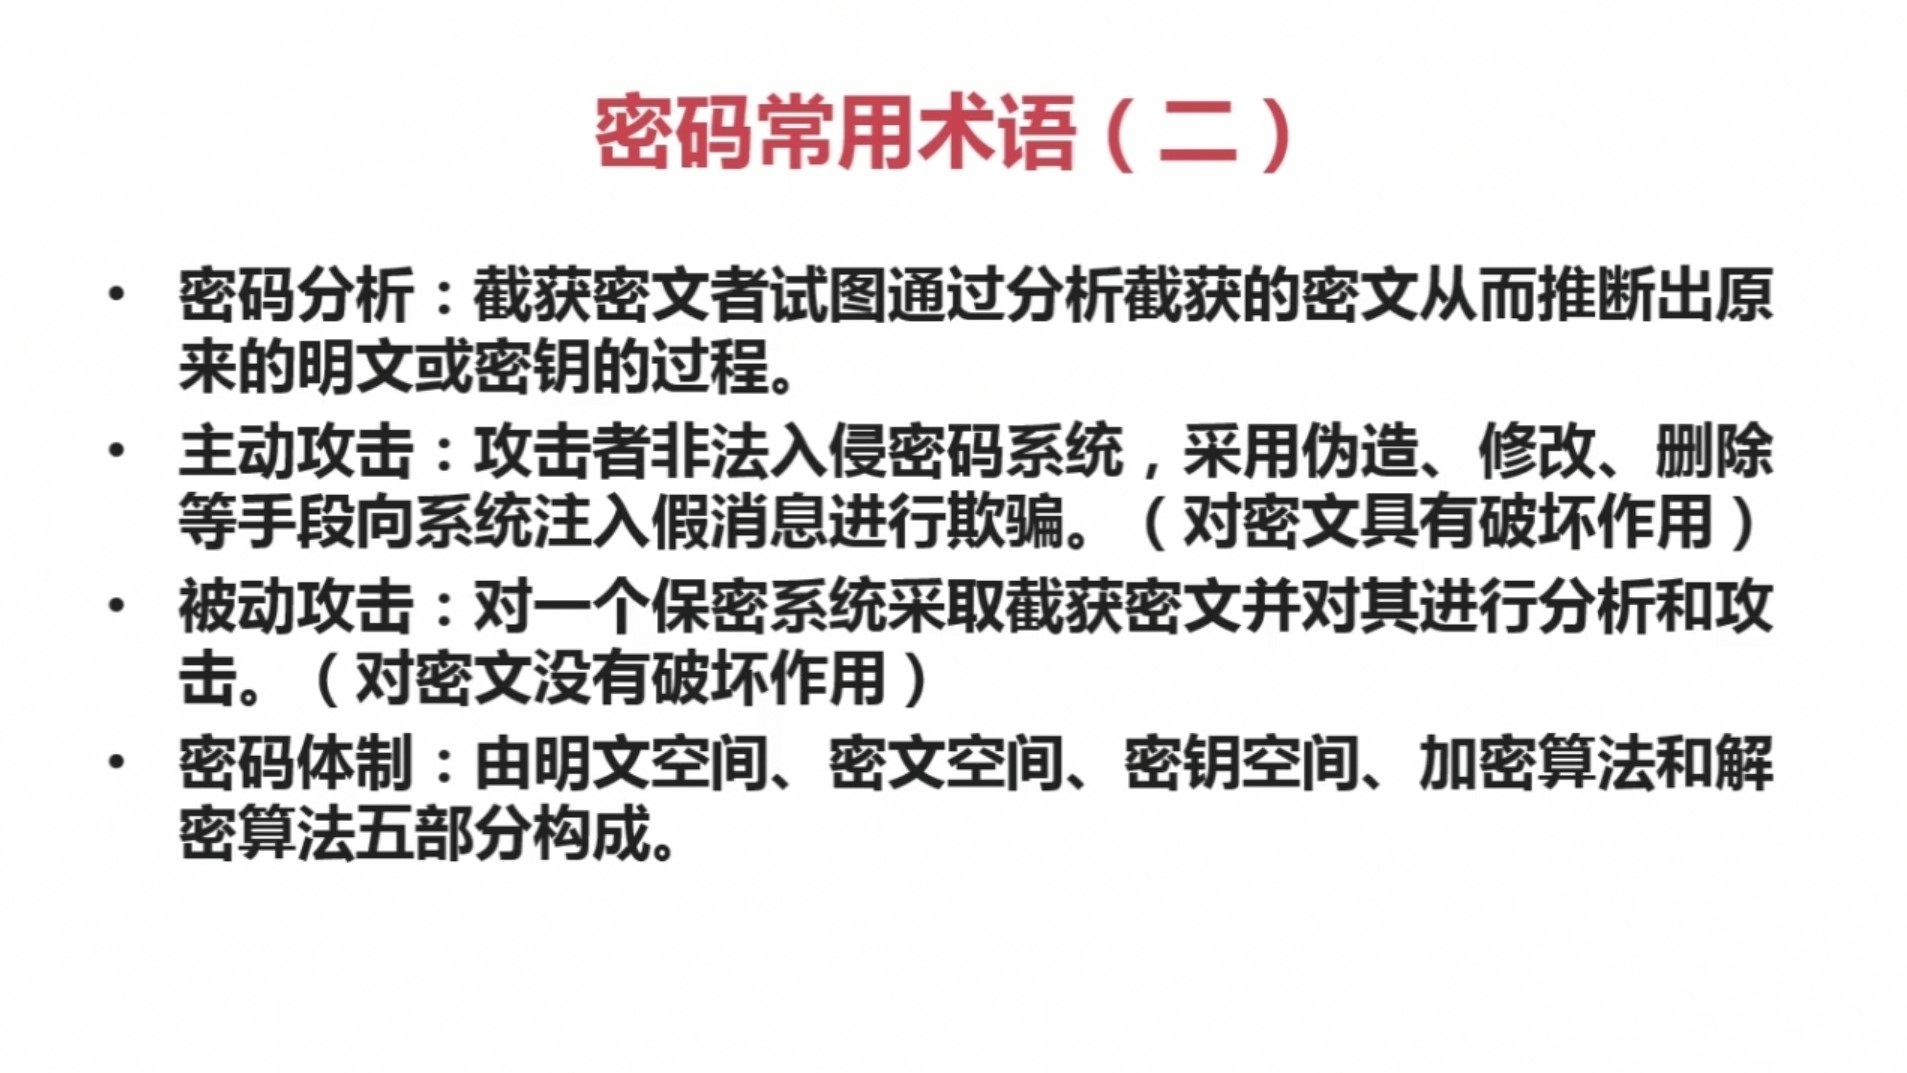 密码常用术语（二）
• 密码分析：截获密文者试图通过分析截获的密文从而推断出原
来的明文或密钥的过程。
• 主动攻击：攻击者非法入侵密码系统，采用伪造、修改、删除
等手段向系统注入假消息进行欺骗。（对密文具有破坏作用）
• 被动攻击：对一个保密系统采取截获密文并对其进行分析和攻
击。（对密文没有破坏作用）
• 密码体制：由明文空间、密文空间、密钥空间、加密算法和解
密算法五部分构成。